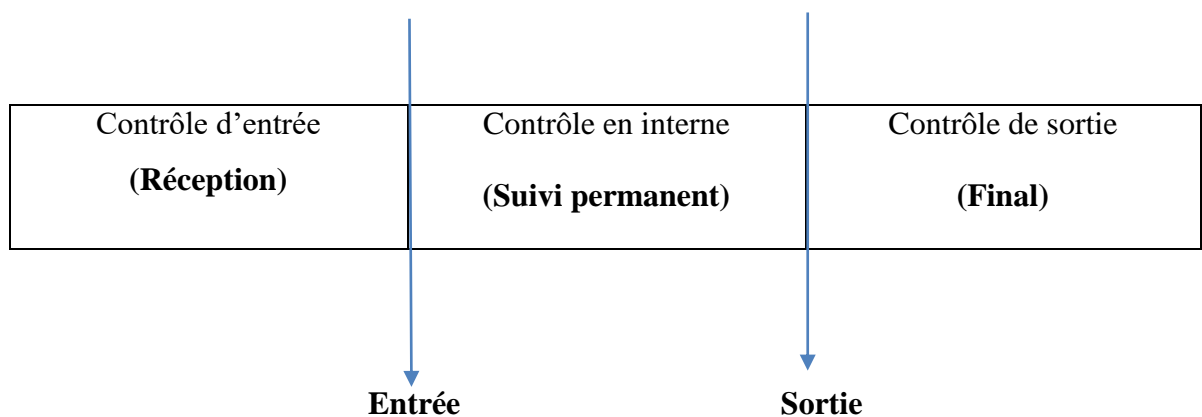 Contrôle d’entrée
(Réception)
Contrôle en interne
(Suivi permanent)
Contrôle de sortie
(Final)
Entrée
Sortie